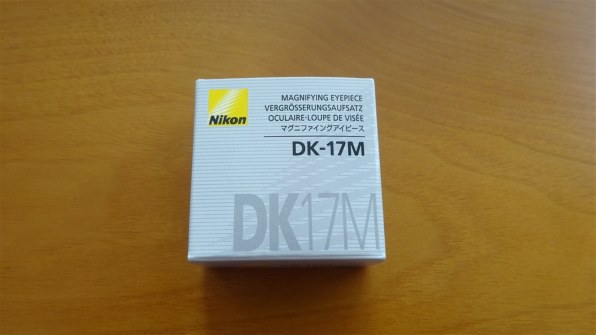 Nikon
MAGNIFYING EYEPIECE
VERGRÖSSERUNGSAUFSATZ
OCULAIRE-LOUPE DE VISÉE
マグニファイングアイピース
DK-17M
DK17M